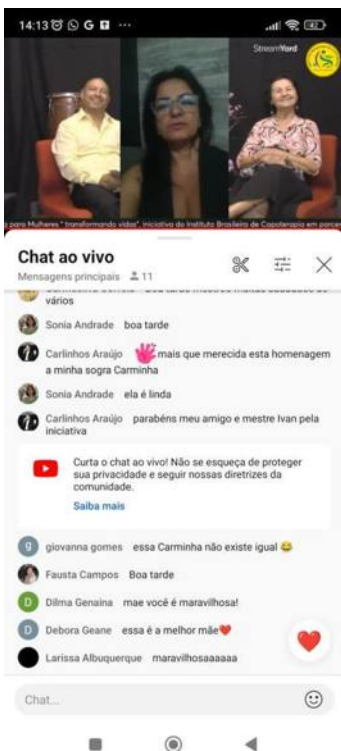 14:13
42
StreamYard
para Mulheres " transformando vidas", iniciativa do Instituto Brasileiro de Capoterapia em parcer
Chat ao vivo
Mensagens principais 11
vários
Sonia Andrade boa tarde
Carlinhos Araújo mais que merecida esta homenagem
a minha sogra Carminha
Sonia Andrade ela é linda
Carlinhos Araújo parabéns meu amigo e mestre Ivan pela
iniciativa
Curta o chat ao vivo! Não se esqueça de proteger
sua privacidade e seguir nossas diretrizes da
comunidade.
Saiba mais
g giovanna gomes essa Carminha não existe igual 😂
Fausta Campos Boa tarde
D Dilma Genaina mae você é maravilhosa!
D Debora Geane essa é a melhor mãe❤️
Larissa Albuquerque maravilhosaaaaaa
Chat...